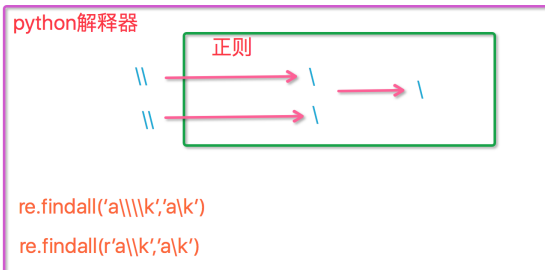 python解释器
正则
\\ \ \
\\ \
re.findall('a\\\\k','a\k')
re.findall(r'a\\k','a\k')